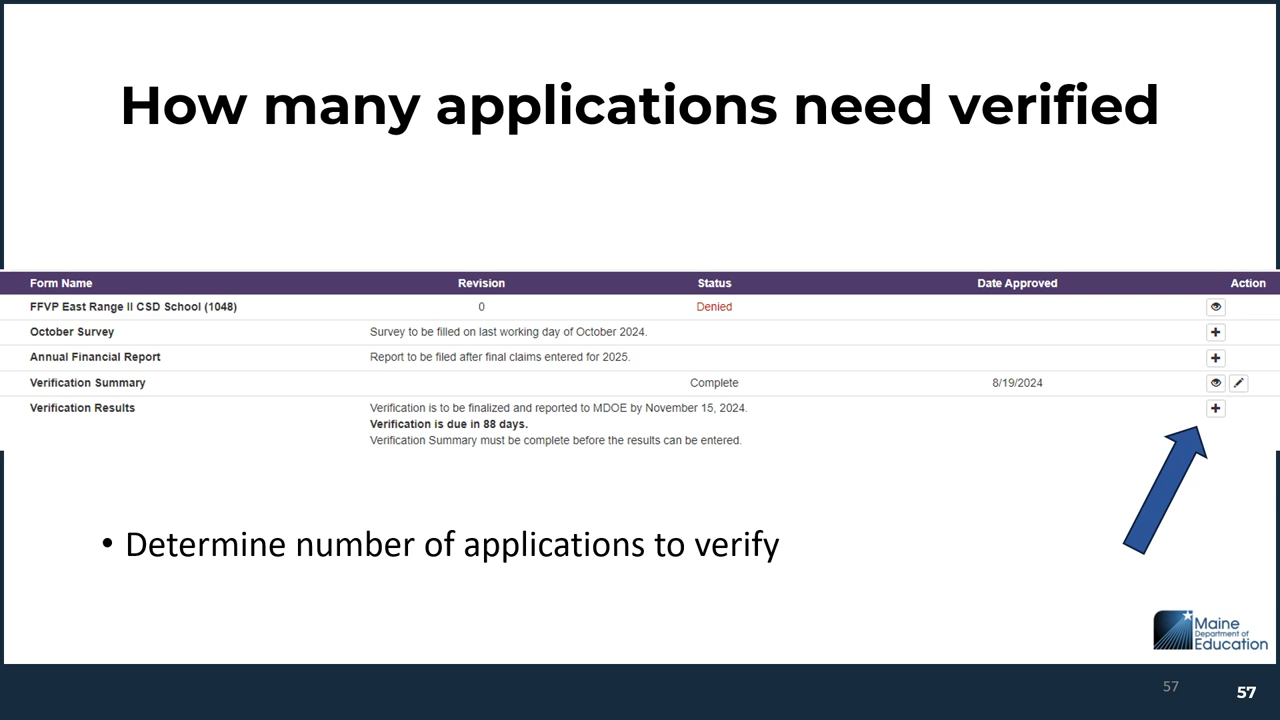 How many applications need verified
Form Name Revision Status Date Approved Action
FFVP East Range II CSD School (1048) 0 Denied
October Survey Survey to be filled on last working day of October 2024.
Annual Financial Report Report to be filed after final claims entered for 2025.
Verification Summary Complete 8/19/2024
Verification Results Verification is to be finalized and reported to MDOE by November 15, 2024.
Verification is due in 88 days.
Verification Summary must be complete before the results can be entered.
• Determine number of applications to verify
Maine
Department of
Education
57
57